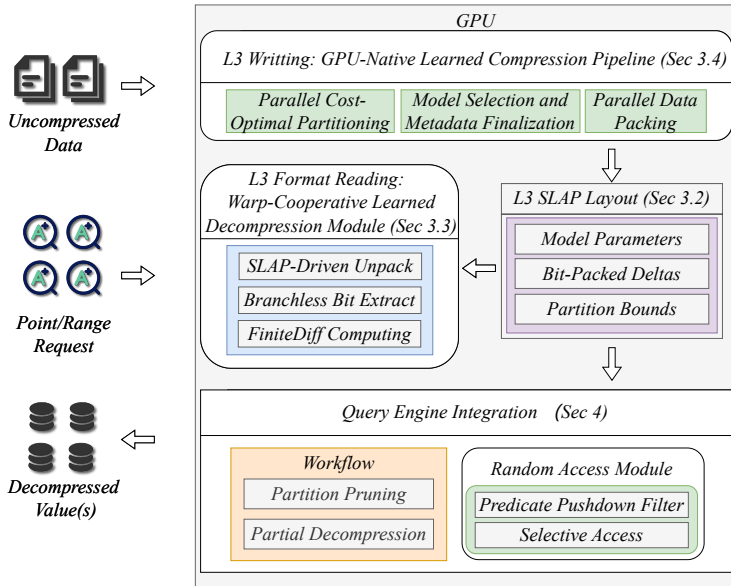 GPU
L3 Writting: GPU-Native Learned Compression Pipeline (Sec 3.4)
Parallel Cost-
Optimal Partitioning
Model Selection and
Metadata Finalization
Parallel Data
Packing
Uncompressed
Data
L3 Format Reading:
Warp-Cooperative Learned
Decompression Module (Sec 3.3)
SLAP-Driven Unpack
Branchless Bit Extract
FiniteDiff Computing
L3 SLAP Layout (Sec 3.2)
Model Parameters
Bit-Packed Deltas
Partition Bounds
A+ A+
A+ A+
Point/Range
Request
Query Engine Integration （Sec 4)
Workflow
Partition Pruning
Partial Decompression
Random Access Module
Predicate Pushdown Filter
Selective Access
Decompressed
Value(s)